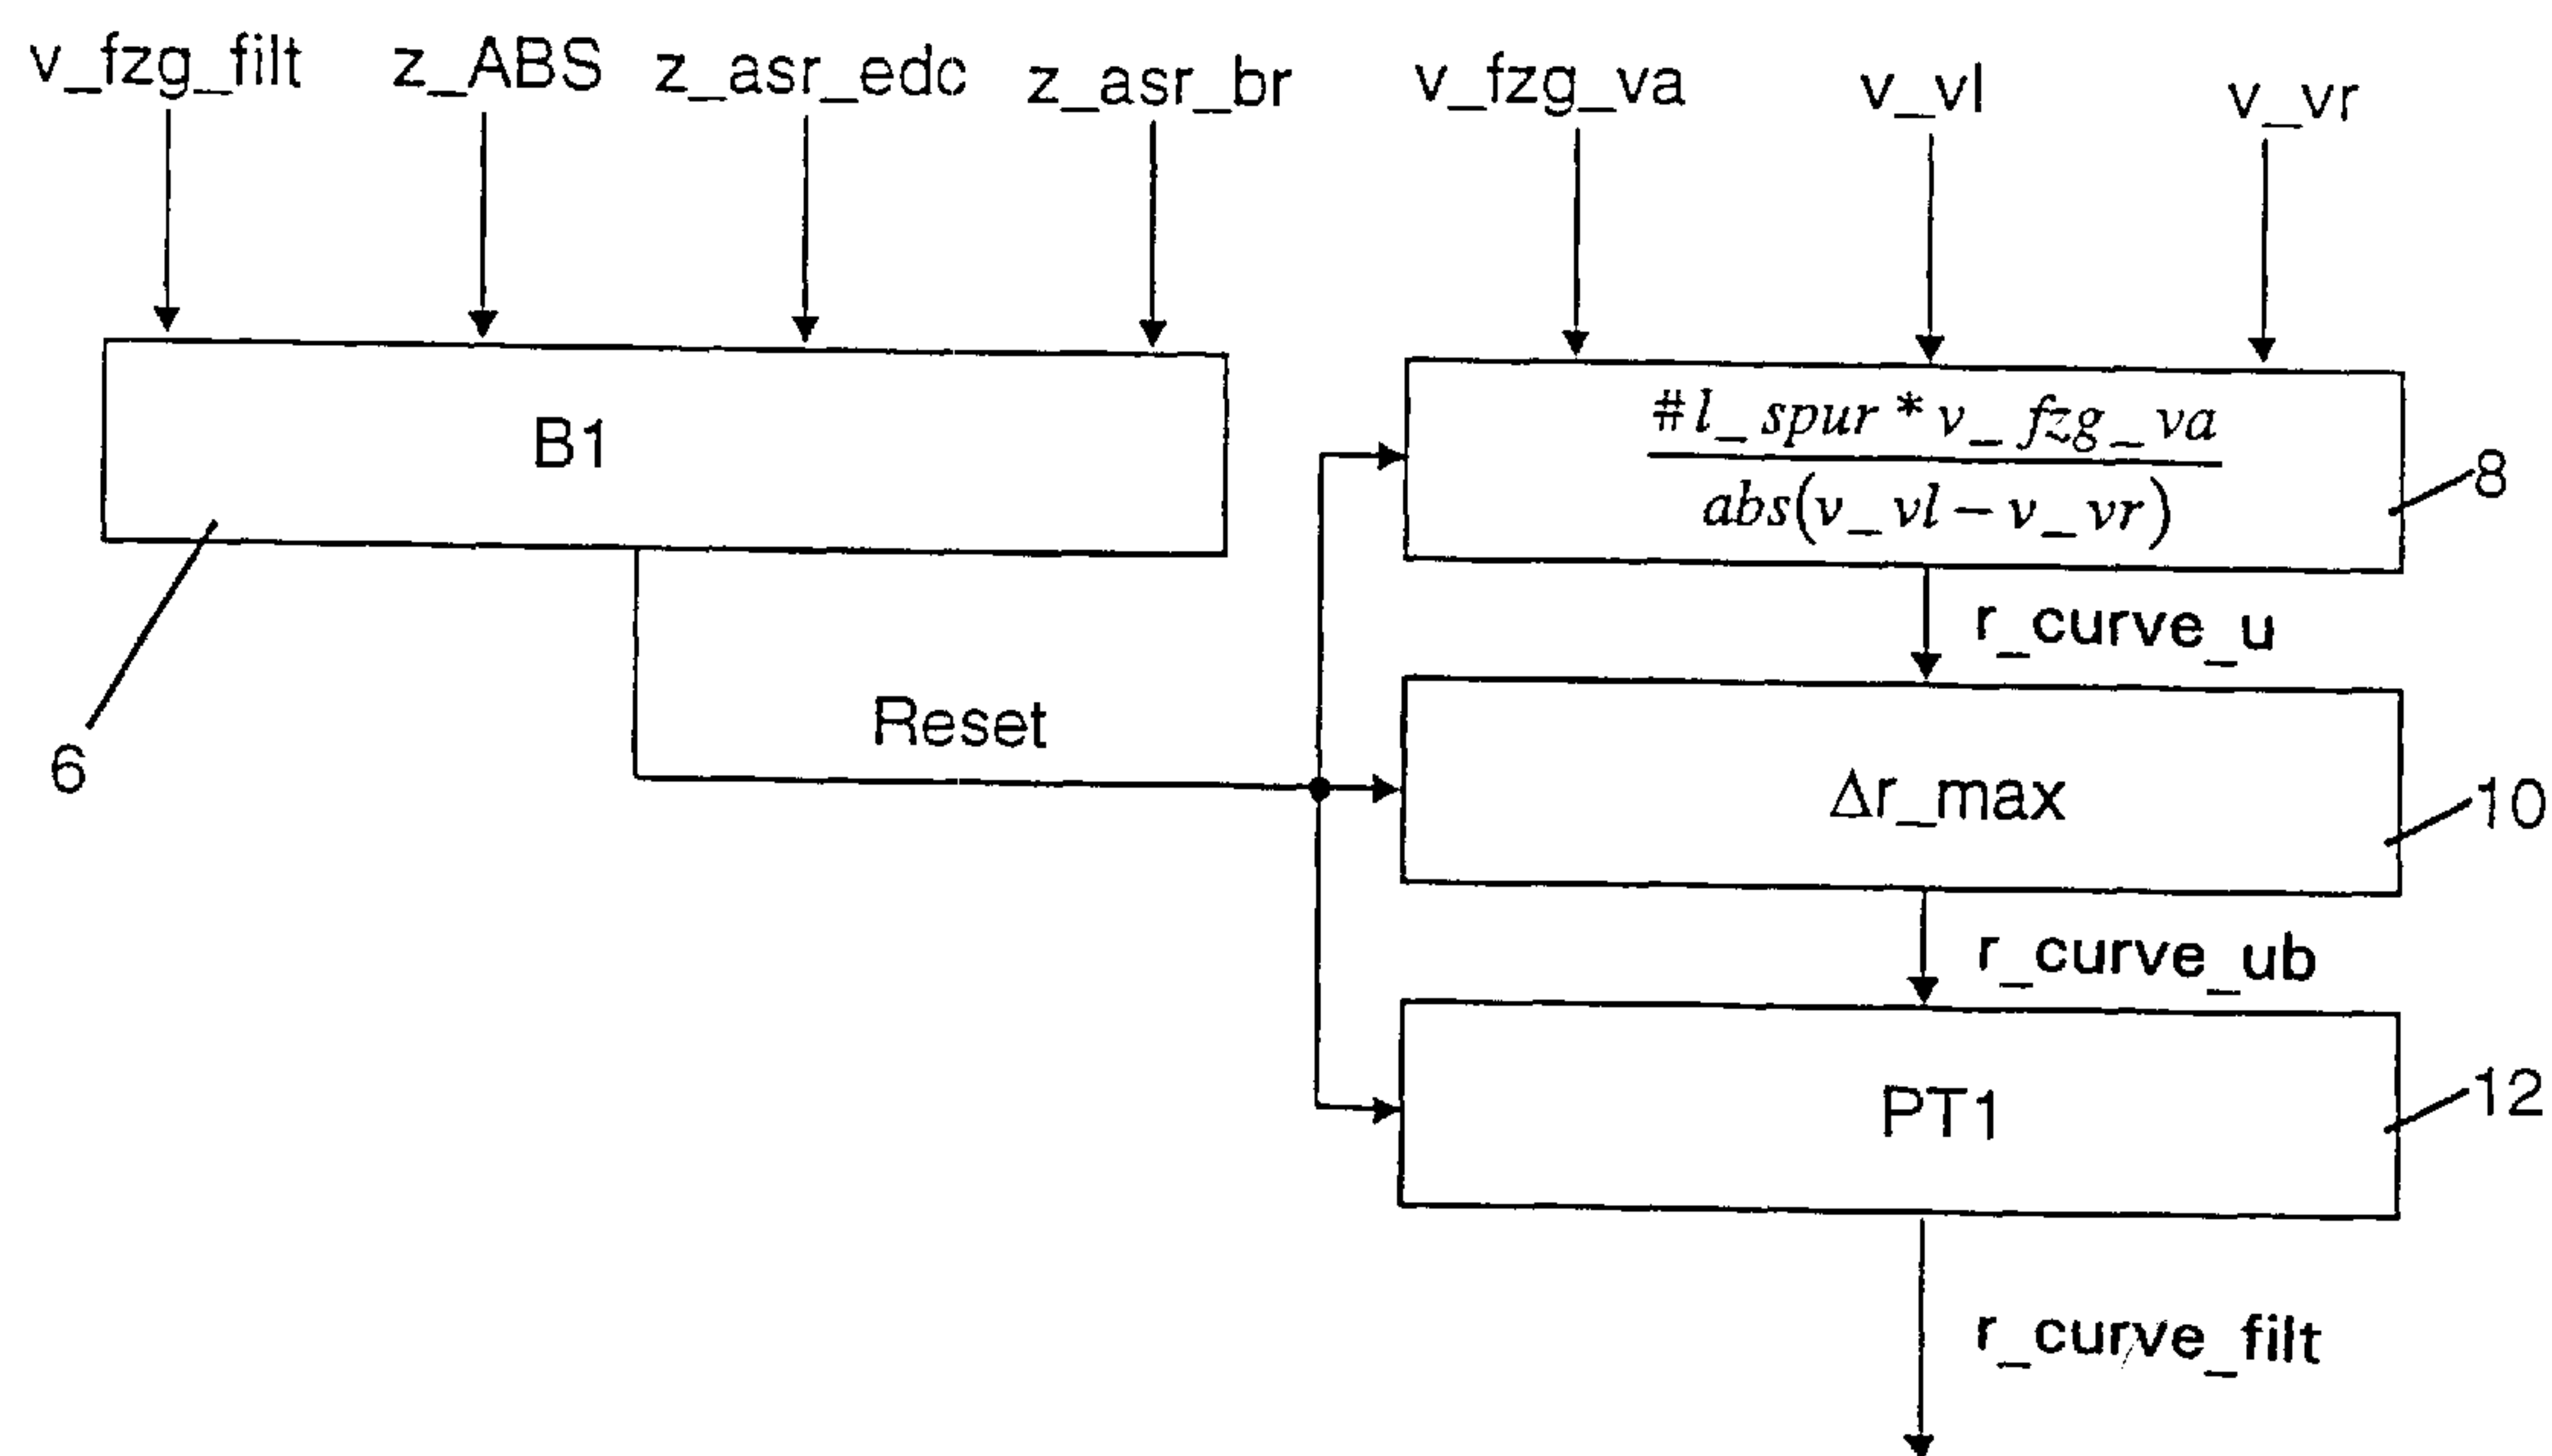 v_fzg_filt z_ABS z_asr_edc z_asr_br v_fzg_va v_vl v_vr
B1
#l_spur * v_fzg_va
abs(v_vl – v_vr)
8
r_curve_u
6
Reset
Δr_max
10
r_curve_ub
PT1
12
r_curve_filt